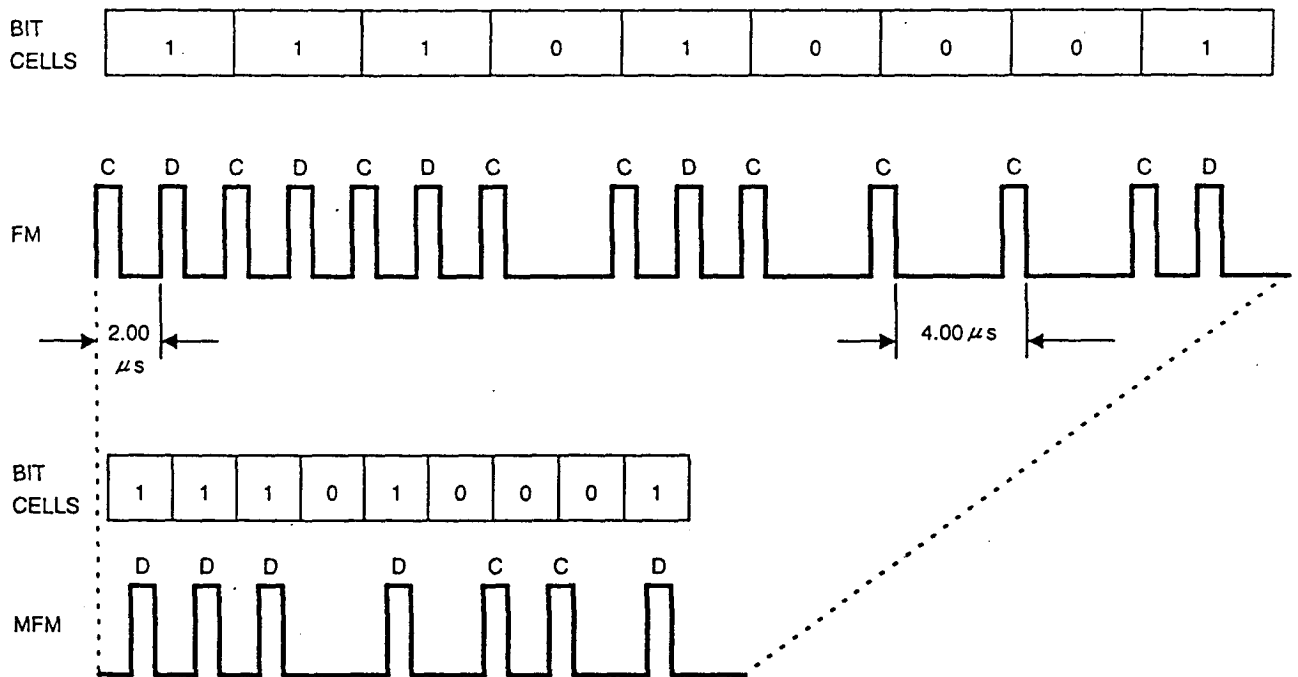 BIT CELLS
1 1 1 0 1 0 0 0 1
C D C D C D C C D C C C C D
FM
2.00 μs
4.00 μs
BIT CELLS
1 1 1 0 1 0 0 0 1
D D D D C C D
MFM